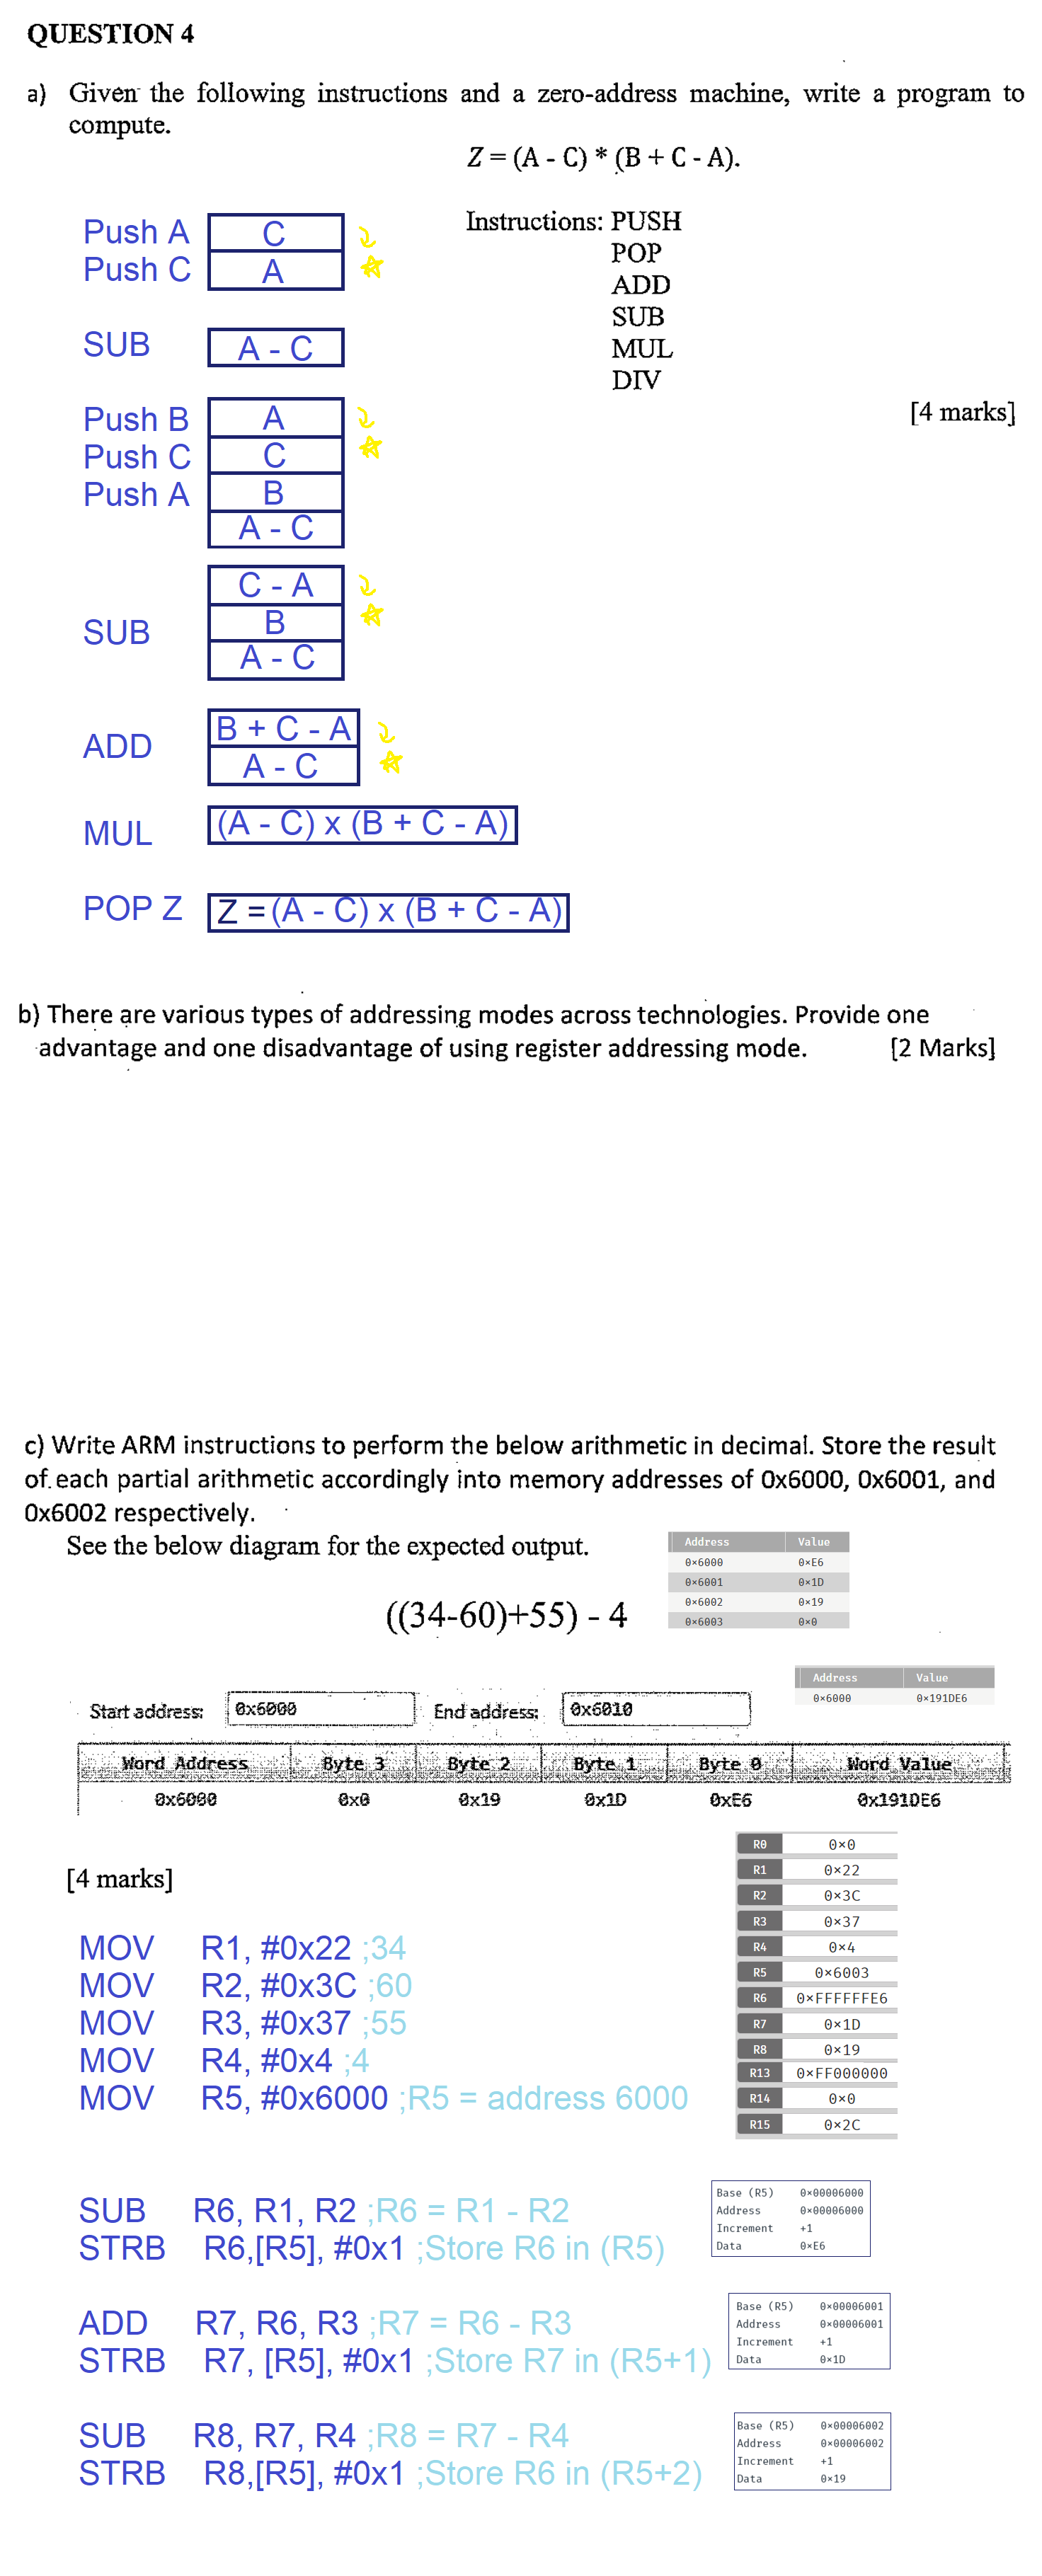 QUESTION 4
a) Given the following instructions and a zero-address machine, write a program to
compute.
Z = (A - C) * (B + C - A).
Instructions: PUSH
POP
ADD
SUB
MUL
DIV
[4 marks]
Push A
Push C
C
A
SUB
A - C
Push B
Push C
Push A
A
C
B
A - C
SUB
C - A
B
A - C
ADD
B + C - A
A - C
MUL
(A - C) x (B + C - A)
POP Z
Z = (A - C) x (B + C - A)
b) There are various types of addressing modes across technologies. Provide one
advantage and one disadvantage of using register addressing mode. [2 Marks]
c) Write ARM instructions to perform the below arithmetic in decimal. Store the result
of each partial arithmetic accordingly into memory addresses of 0x6000, 0x6001, and
0x6002 respectively.
See the below diagram for the expected output.
Address Value
0×6000 0×E6
0×6001 0×1D
0×6002 0×19
0×6003 0×0
((34-60)+55) - 4
Address Value
0×6000 0×191DE6
Start address: 0x6000 End address: 0x6010
Word Address Byte 3 Byte 2 Byte 1 Byte 0 Word Value
0x6000 0x0 0x19 0x1D 0xE6 0x191DE6
[4 marks]
R0 0×0
R1 0×22
R2 0×3C
R3 0×37
R4 0×4
R5 0×6003
R6 0×FFFFFFE6
R7 0×1D
R8 0×19
R13 0×FF000000
R14 0×0
R15 0×2C
MOV R1, #0x22 ;34
MOV R2, #0x3C ;60
MOV R3, #0x37 ;55
MOV R4, #0x4 ;4
MOV R5, #0x6000 ;R5 = address 6000
SUB R6, R1, R2 ;R6 = R1 - R2
STRB R6,[R5], #0x1 ;Store R6 in (R5)
Base (R5) 0×00006000
Address 0×00006000
Increment +1
Data 0×E6
ADD R7, R6, R3 ;R7 = R6 - R3
STRB R7, [R5], #0x1 ;Store R7 in (R5+1)
Base (R5) 0×00006001
Address 0×00006001
Increment +1
Data 0×1D
SUB R8, R7, R4 ;R8 = R7 - R4
STRB R8,[R5], #0x1 ;Store R6 in (R5+2)
Base (R5) 0×00006002
Address 0×00006002
Increment +1
Data 0×19